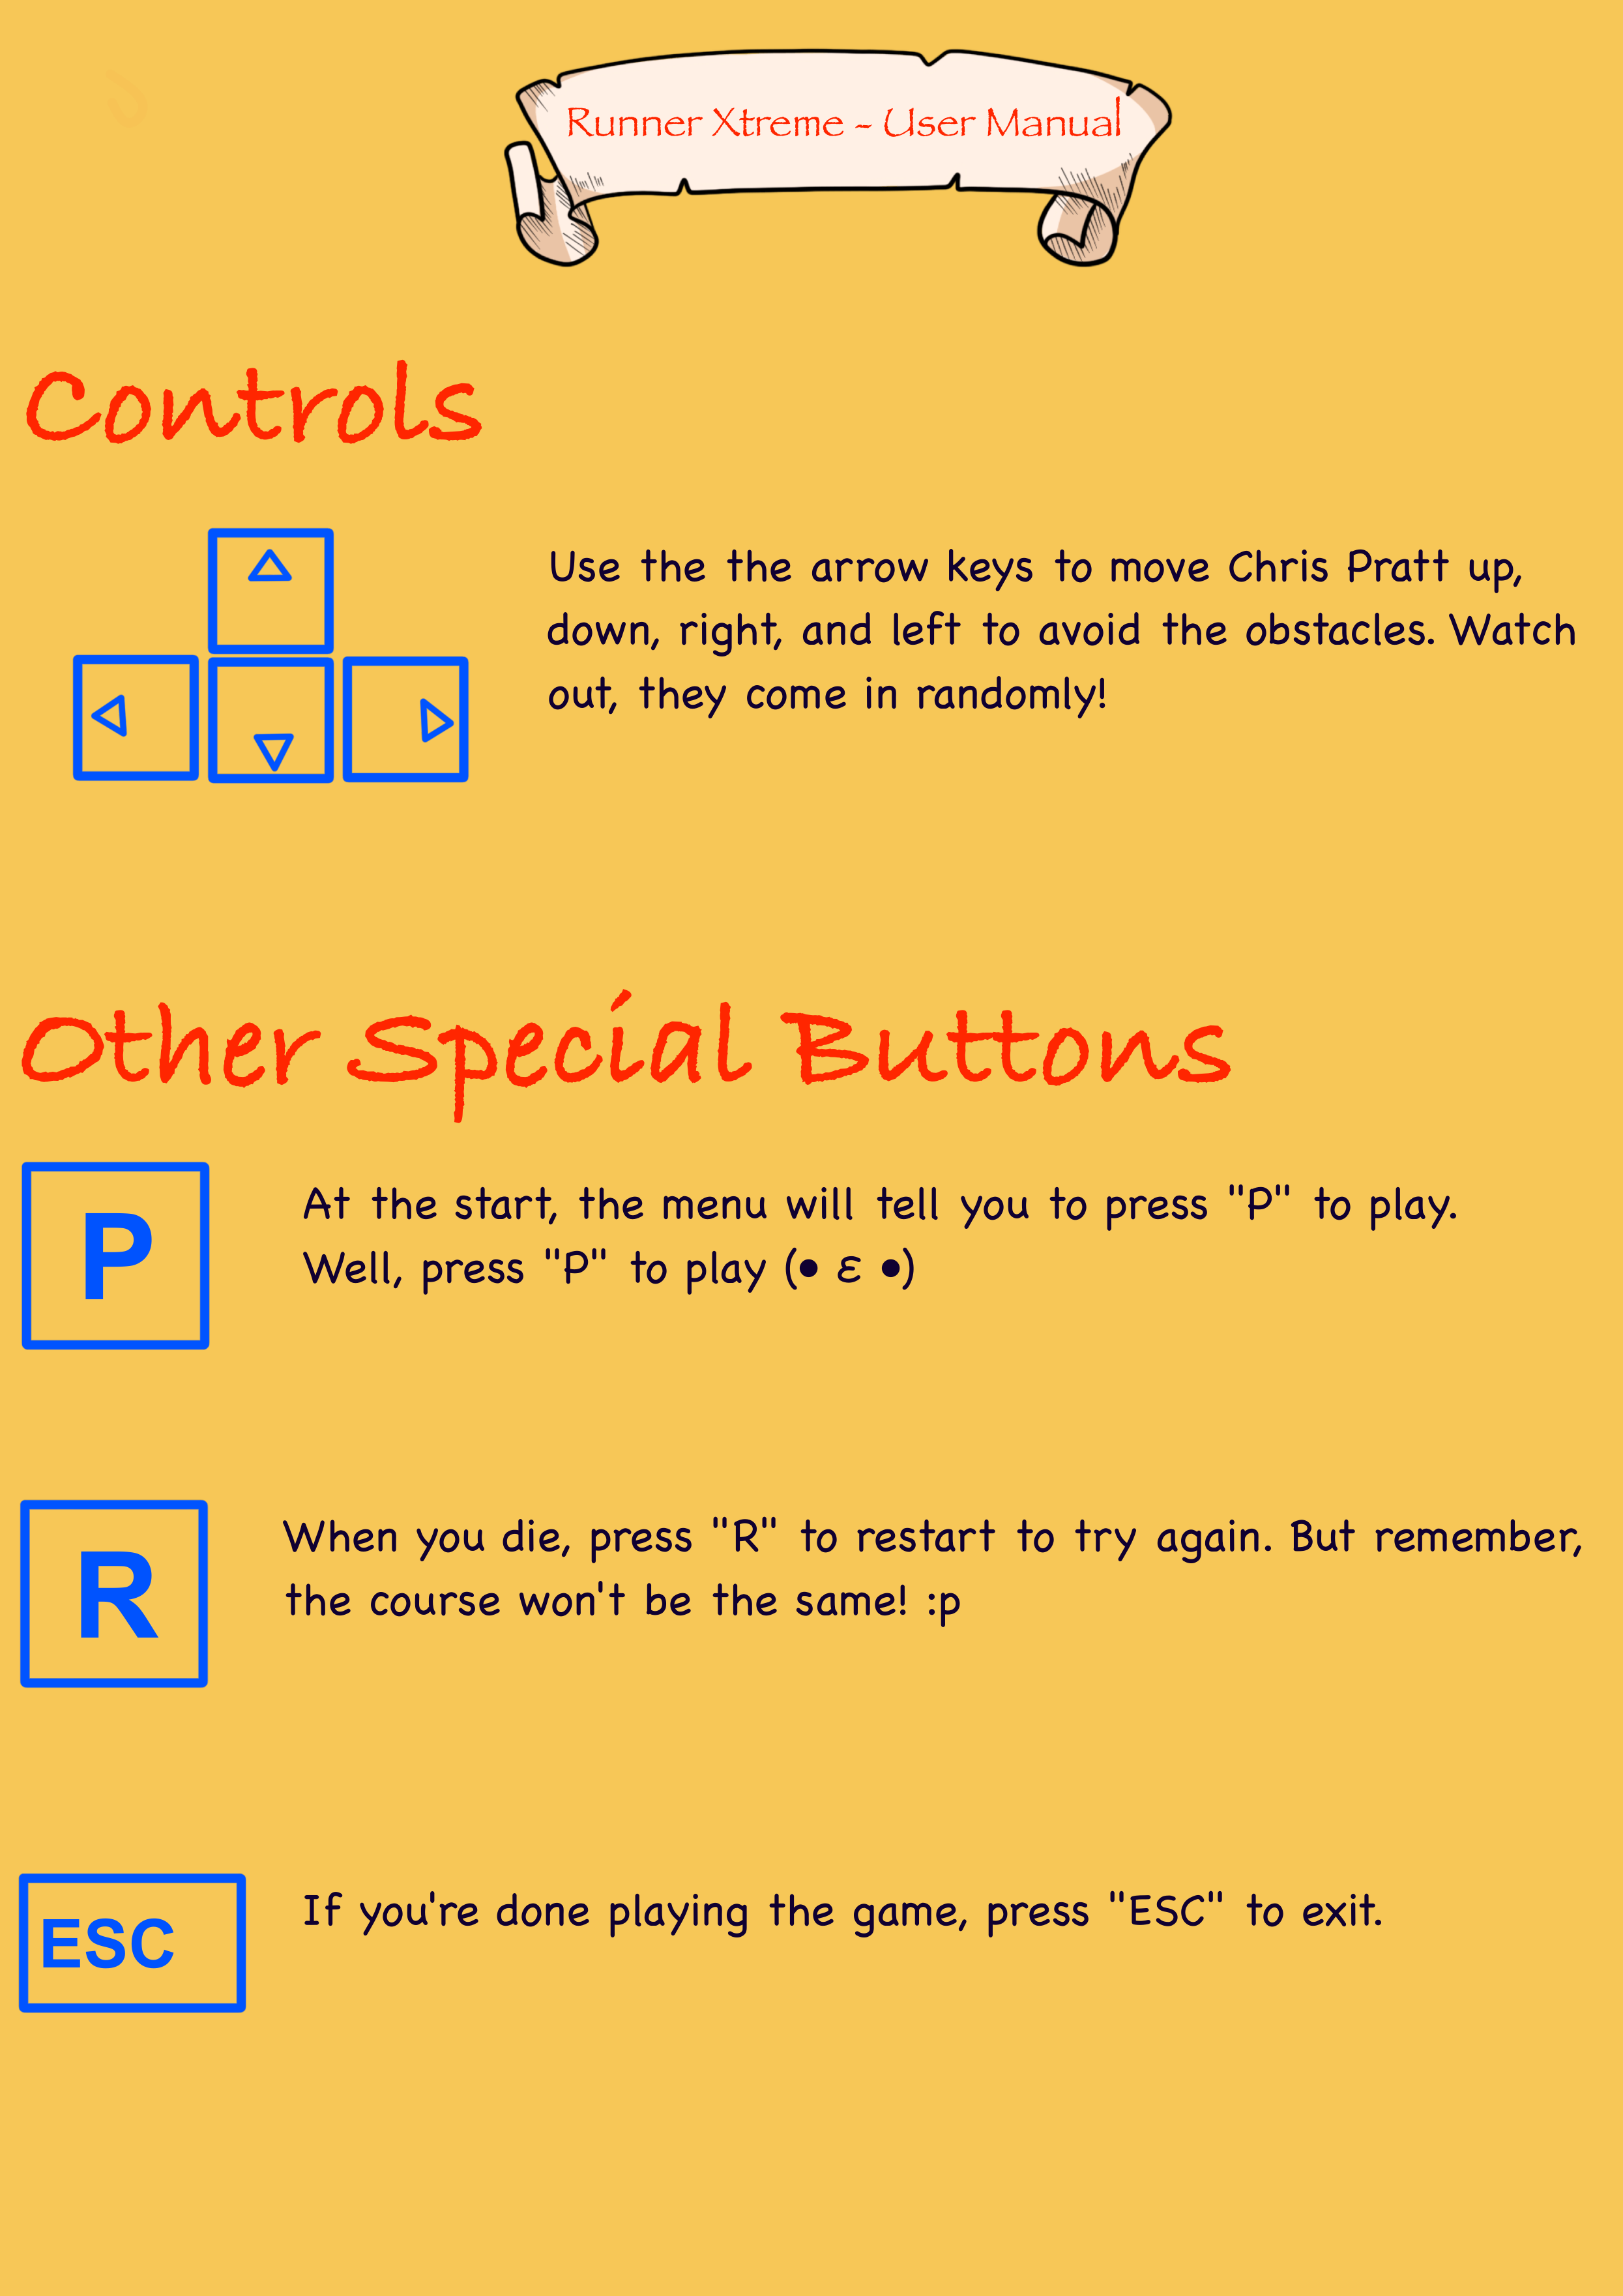 Runner Xtreme - User Manual
Controls
Use the the arrow keys to move Chris Pratt up,
down, right, and left to avoid the obstacles. Watch
out, they come in randomly!
Other Special Buttons
P
At the start, the menu will tell you to press "P" to play.
Well, press "P" to play (• ε •)
R
When you die, press "R" to restart to try again. But remember,
the course won't be the same! :p
ESC
If you're done playing the game, press "ESC" to exit.